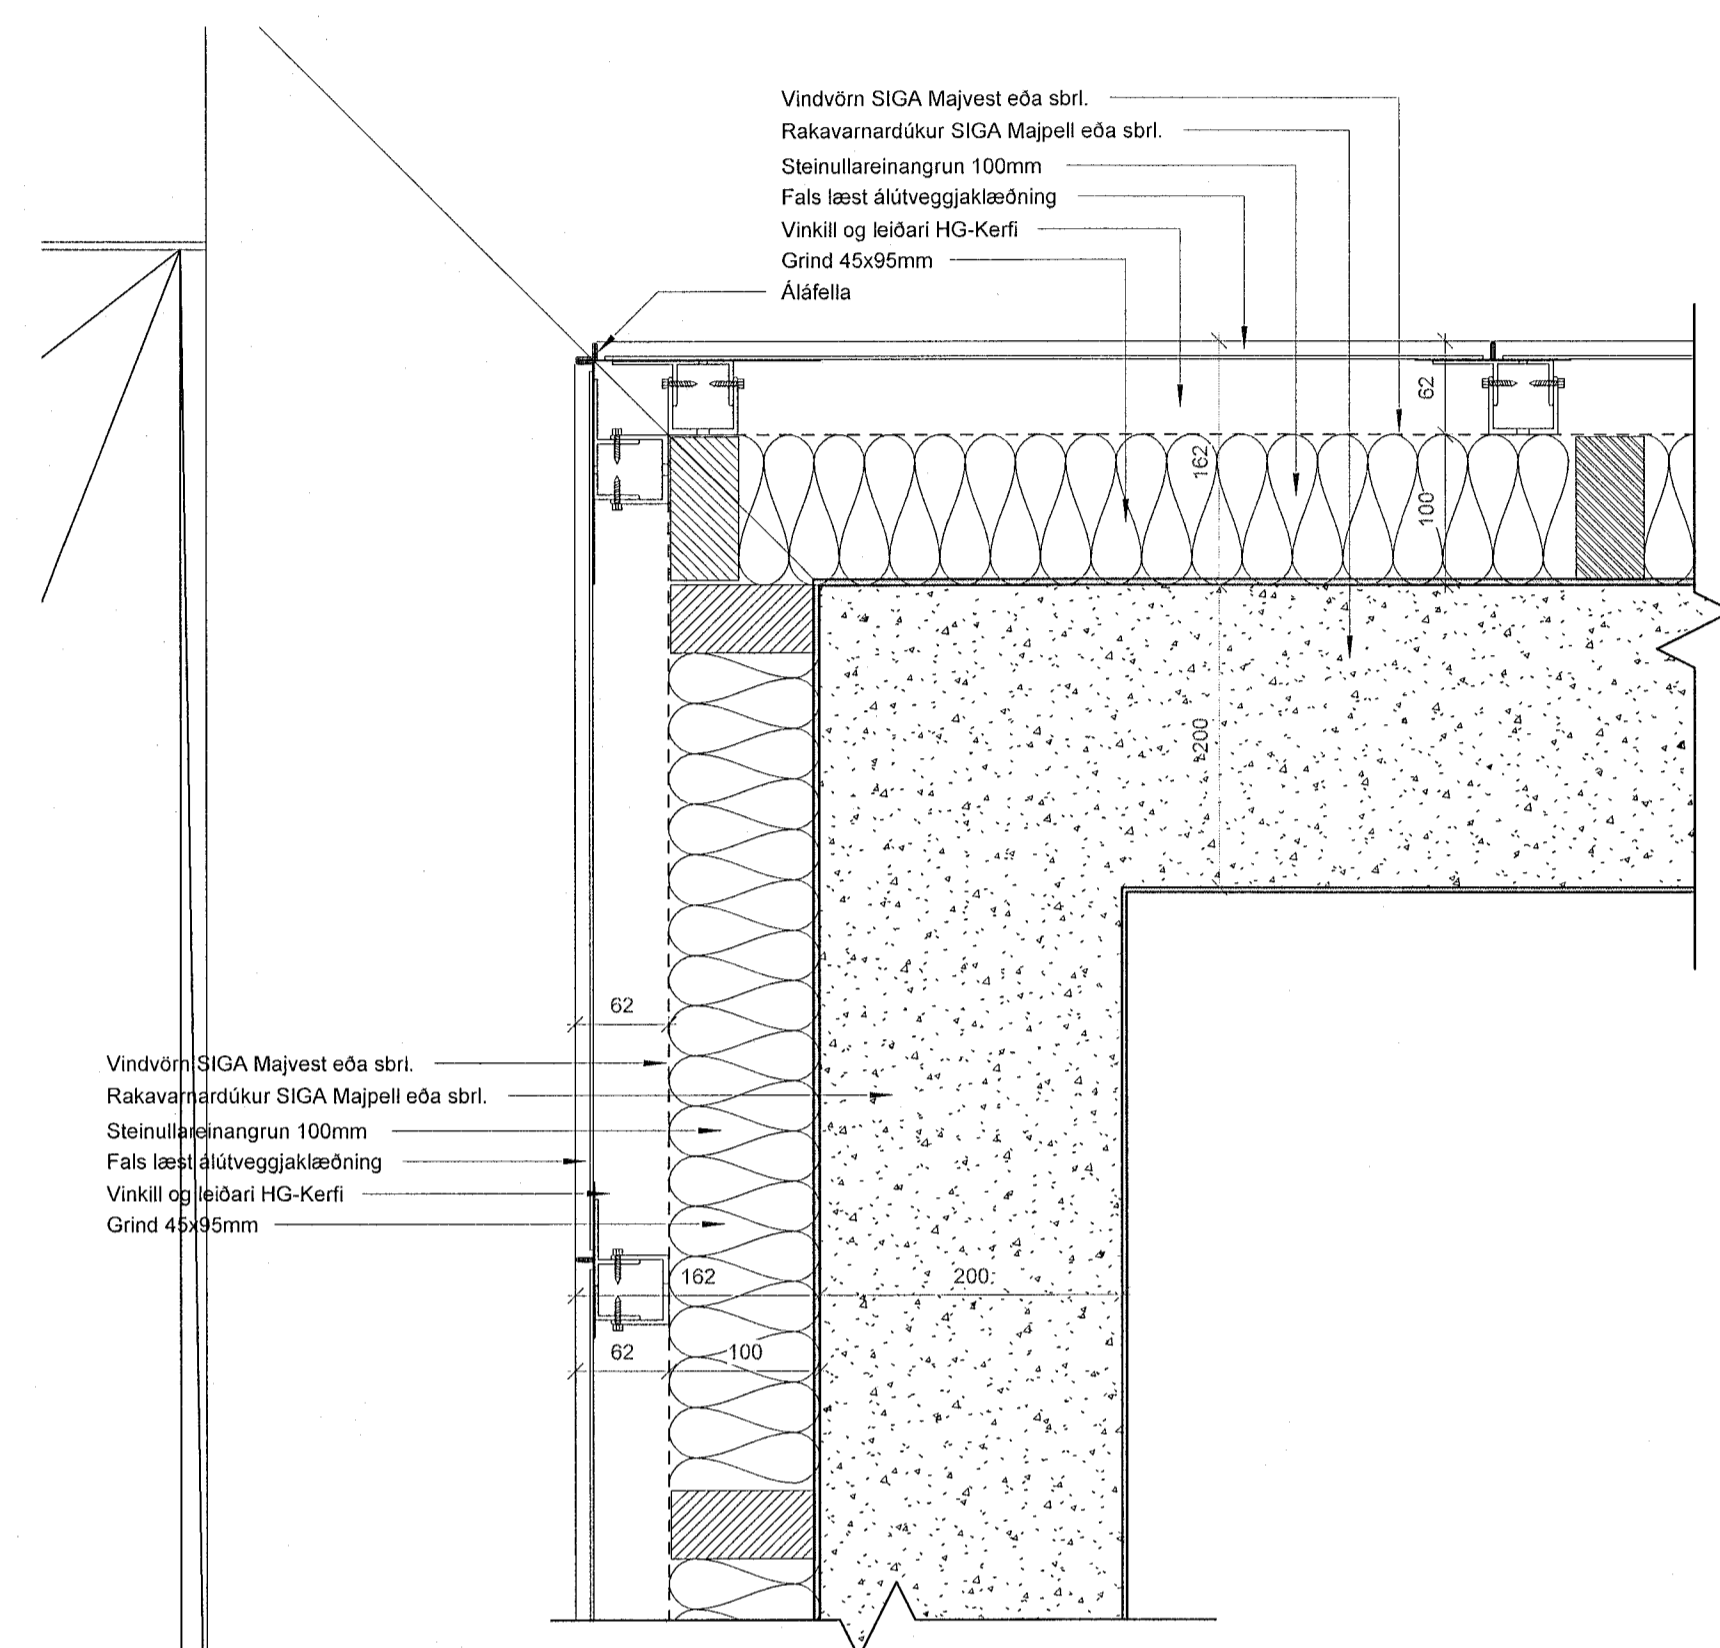 Vindvörn SIGA Majvest eða sbrl.
Rakavarnardúkur SIGA Majpell eða sbrl.
Steinullareinangrun 100mm
Fals læst álútveggjaklæðning
Vinkill og leiðari HG-Kerfi
Grind 45x95mm
Áláfella
62
162
100
200
62
Vindvörn SIGA Majvest eða sbrl.
Rakavarnardúkur SIGA Majpell eða sbrl.
Steinullareinangrun 100mm
Fals læst álútveggjaklæðning
Vinkill og leiðari HG-Kerfi
Grind 45x95mm
162 200
62 100